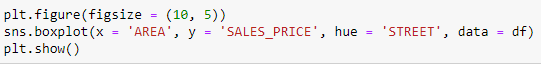 plt.figure(figsize = (10, 5))
sns.boxplot(x = 'AREA', y = 'SALES_PRICE', hue = 'STREET', data = df)
plt.show()